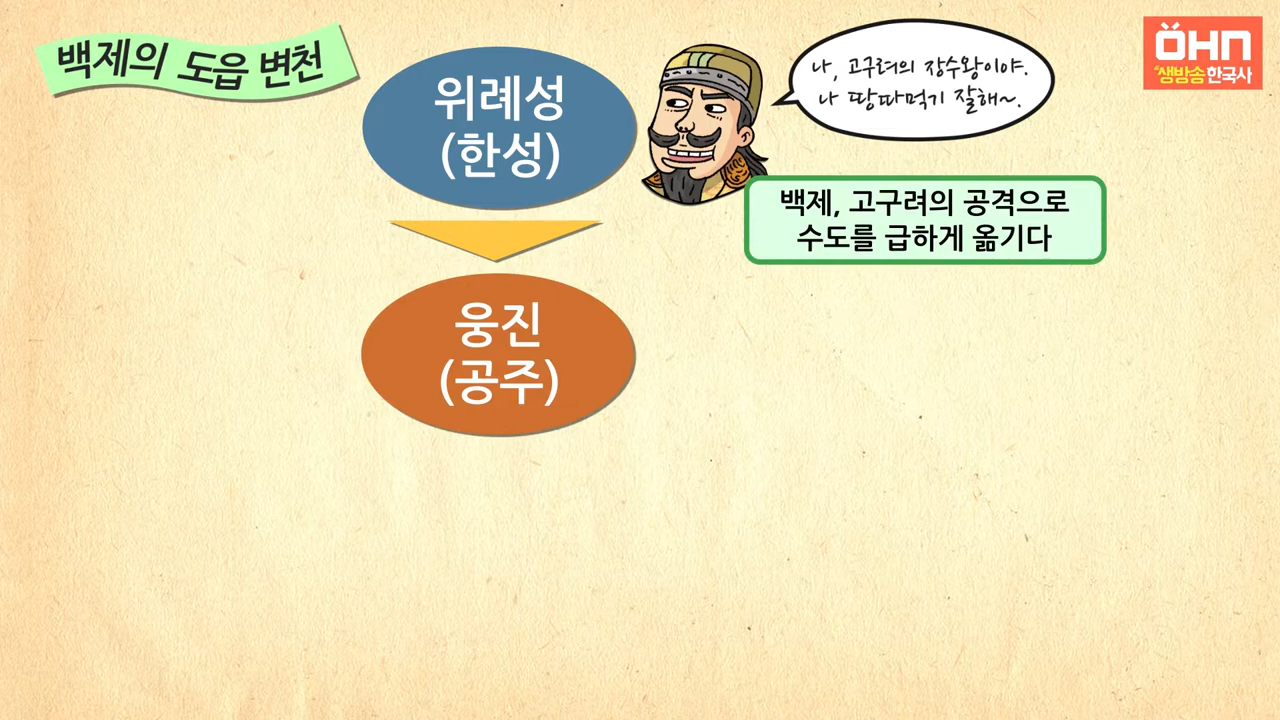 백제의 도읍 변천
위례성
(한성)
나, 고구려의 장수왕이야.
나 땅따먹기 잘해~.
백제, 고구려의 공격으로
수도를 급하게 옮기다
웅진
(공주)
생방송한국사